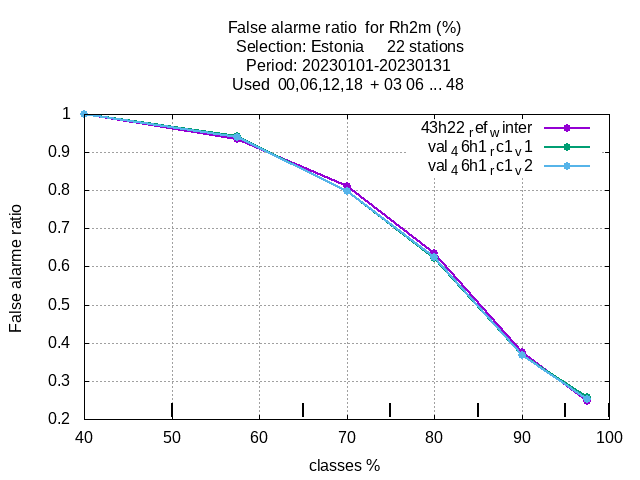 False alarme ratio  for Rh2m (%)
Selection: Estonia     22 stations
Period: 20230101-20230131
Used  00,06,12,18  + 03 06 ... 48
43h22 ref winter
val 46h1 rc1 v1
val 46h1 rc1 v2
1
0.9
0.8
0.7
0.6
0.5
0.4
0.3
0.2
False alarme ratio
40 50 60 70 80 90 100
classes %